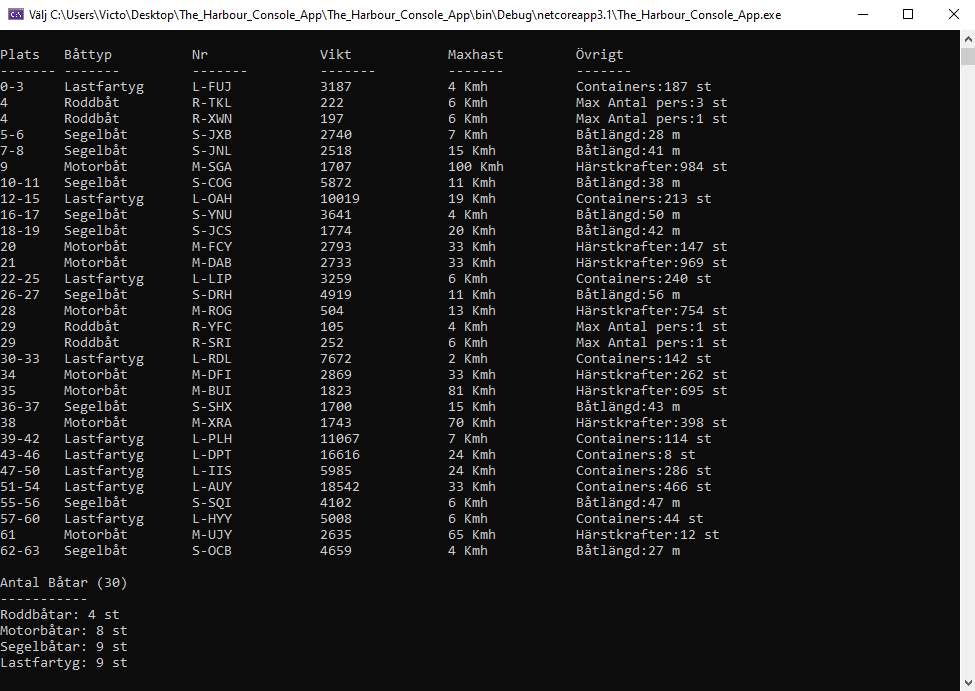 Välj C:\Users\Victo\Desktop\The_Harbour_Console_App\The_Harbour_Console_App\bin\Debug\netcoreapp3.1\The_Harbour_Console_App.exe
Plats Båttyp Nr Vikt Maxhast Övrigt
------- ------- ------- ------- ------- -------
0-3 Lastfartyg L-FUJ 3187 4 Kmh Containers:187 st
4 Roddbåt R-TKL 222 6 Kmh Max Antal pers:3 st
4 Roddbåt R-XWN 197 6 Kmh Max Antal pers:1 st
5-6 Segelbåt S-JXB 2740 7 Kmh Båtlängd:28 m
7-8 Segelbåt S-JNL 2518 15 Kmh Båtlängd:41 m
9 Motorbåt M-SGA 1707 100 Kmh Härstkrafter:984 st
10-11 Segelbåt S-COG 5872 11 Kmh Båtlängd:38 m
12-15 Lastfartyg L-OAH 10019 19 Kmh Containers:213 st
16-17 Segelbåt S-YNU 3641 4 Kmh Båtlängd:50 m
18-19 Segelbåt S-JCS 1774 20 Kmh Båtlängd:42 m
20 Motorbåt M-FCY 2793 33 Kmh Härstkrafter:147 st
21 Motorbåt M-DAB 2733 33 Kmh Härstkrafter:969 st
22-25 Lastfartyg L-LIP 3259 6 Kmh Containers:240 st
26-27 Segelbåt S-DRH 4919 11 Kmh Båtlängd:56 m
28 Motorbåt M-ROG 504 13 Kmh Härstkrafter:754 st
29 Roddbåt R-YFC 105 4 Kmh Max Antal pers:1 st
29 Roddbåt R-SRI 252 6 Kmh Max Antal pers:1 st
30-33 Lastfartyg L-RDL 7672 2 Kmh Containers:142 st
34 Motorbåt M-DFI 2869 33 Kmh Härstkrafter:262 st
35 Motorbåt M-BUI 1823 81 Kmh Härstkrafter:695 st
36-37 Segelbåt S-SHX 1700 15 Kmh Båtlängd:43 m
38 Motorbåt M-XRA 1743 70 Kmh Härstkrafter:398 st
39-42 Lastfartyg L-PLH 11067 7 Kmh Containers:114 st
43-46 Lastfartyg L-DPT 16616 24 Kmh Containers:8 st
47-50 Lastfartyg L-IIS 5985 24 Kmh Containers:286 st
51-54 Lastfartyg L-AUY 18542 33 Kmh Containers:466 st
55-56 Segelbåt S-SQI 4102 6 Kmh Båtlängd:47 m
57-60 Lastfartyg L-HYY 5008 6 Kmh Containers:44 st
61 Motorbåt M-UJY 2635 65 Kmh Härstkrafter:12 st
62-63 Segelbåt S-OCB 4659 4 Kmh Båtlängd:27 m
Antal Båtar (30)
-----------
Roddbåtar: 4 st
Motorbåtar: 8 st
Segelbåtar: 9 st
Lastfartyg: 9 st